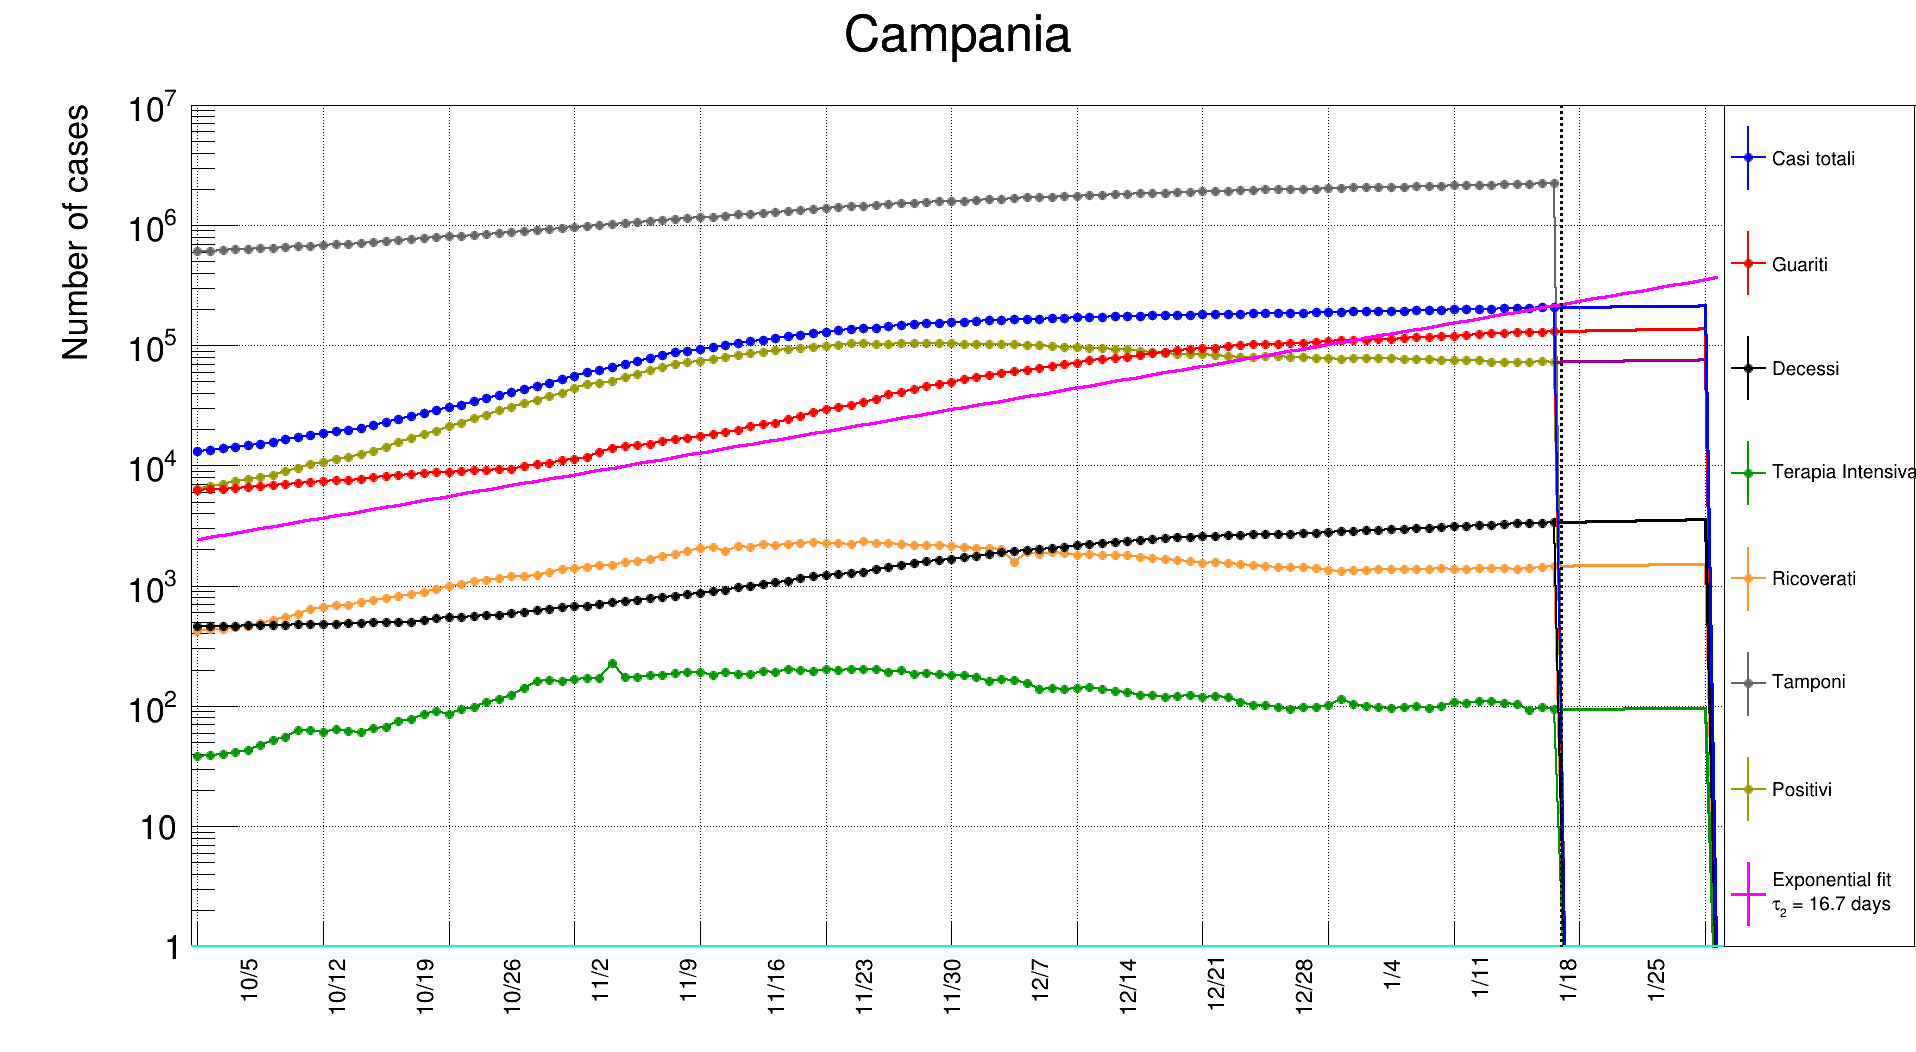 Campania
Number of cases
10^7
10^6
10^5
10^4
10^3
10^2
10
1
10/5
10/12
10/19
10/26
11/2
11/9
11/16
11/23
11/30
12/7
12/14
12/21
12/28
1/4
1/11
1/18
1/25
Casi totali
Guariti
Decessi
Terapia Intensiva
Ricoverati
Tamponi
Positivi
Exponential fit
τ_2 = 16.7 days